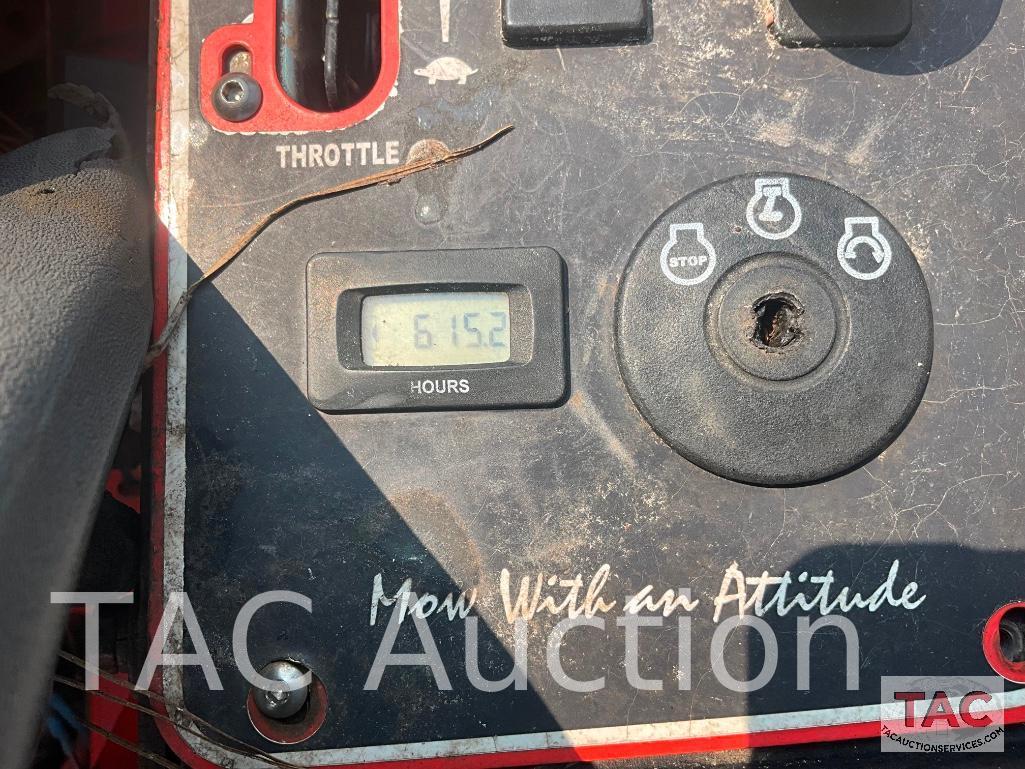 THROTTLE
STOP
615.2
HOURS
Mow With an Attitude
TAC Auction
TAC
TACAUCTIONSERVICES.COM